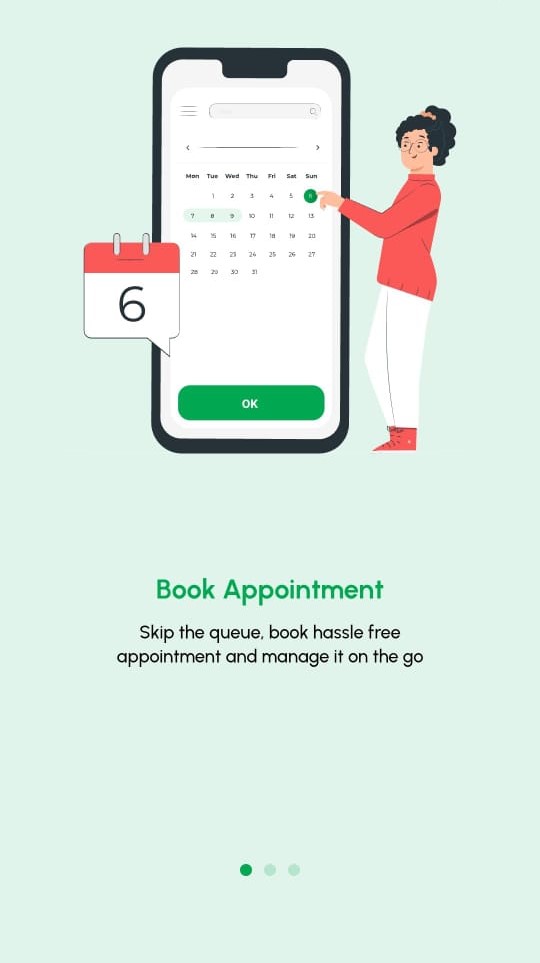 Mon Tue Wed Thu Fri Sat Sun
1 2 3 4 5 6
7 8 9 10 11 12 13
14 15 16 17 18 19 20
21 22 23 24 25 26 27
28 29 30 31
6
OK
Book Appointment
Skip the queue, book hassle free
appointment and manage it on the go